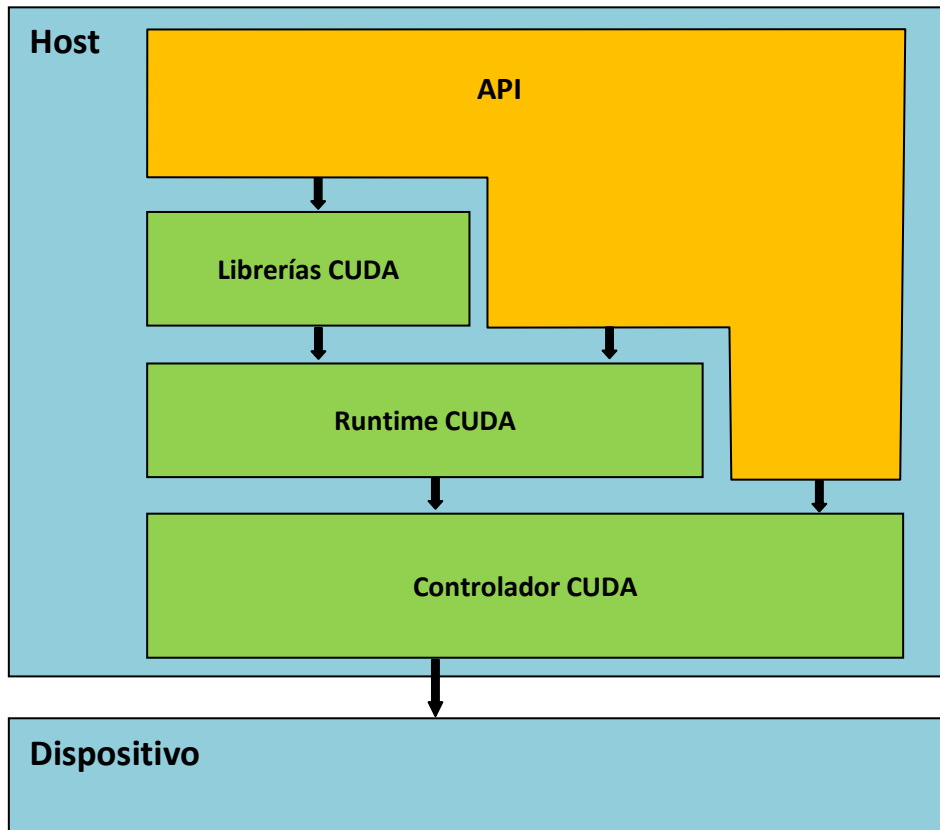 Host
API
Librerías CUDA
Runtime CUDA
Controlador CUDA
Dispositivo